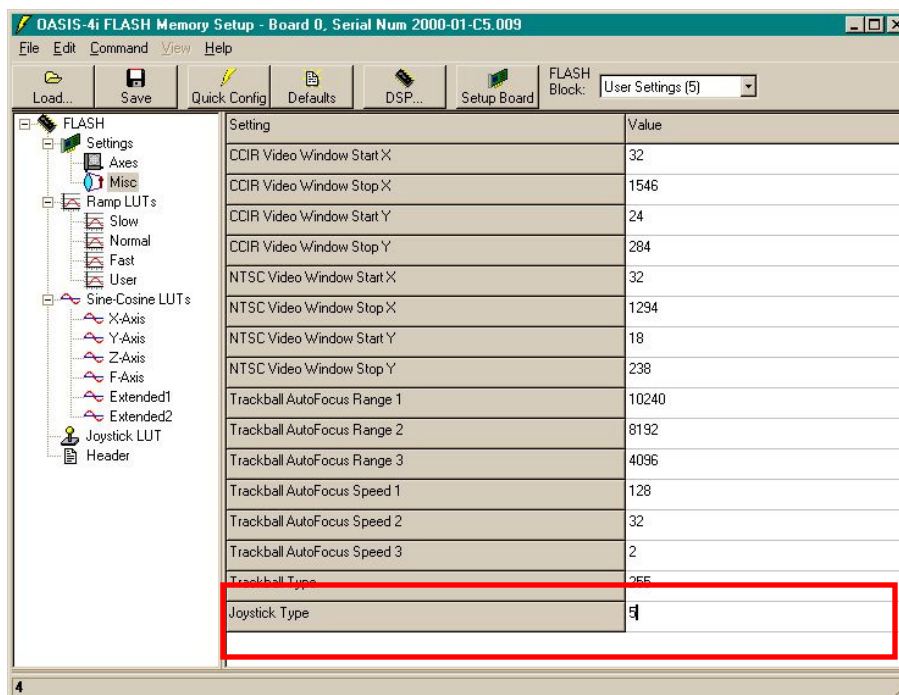 OASIS-4i FLASH Memory Setup - Board 0, Serial Num 2000-01-C5.009
File Edit Command View Help
Load... Save Quick Config Defaults DSP... Setup Board FLASH Block: User Settings (5)
FLASH
Settings
Axes
Misc
Ramp LUTs
Slow
Normal
Fast
User
Sine-Cosine LUTs
X-Axis
Y-Axis
Z-Axis
F-Axis
Extended1
Extended2
Joystick LUT
Header
Setting Value
CCIR Video Window Start X 32
CCIR Video Window Stop X 1546
CCIR Video Window Start Y 24
CCIR Video Window Stop Y 284
NTSC Video Window Start X 32
NTSC Video Window Stop X 1294
NTSC Video Window Start Y 18
NTSC Video Window Stop Y 238
Trackball AutoFocus Range 1 10240
Trackball AutoFocus Range 2 8192
Trackball AutoFocus Range 3 4096
Trackball AutoFocus Speed 1 128
Trackball AutoFocus Speed 2 32
Trackball AutoFocus Speed 3 2
Trackball Type 255
Joystick Type 5
4